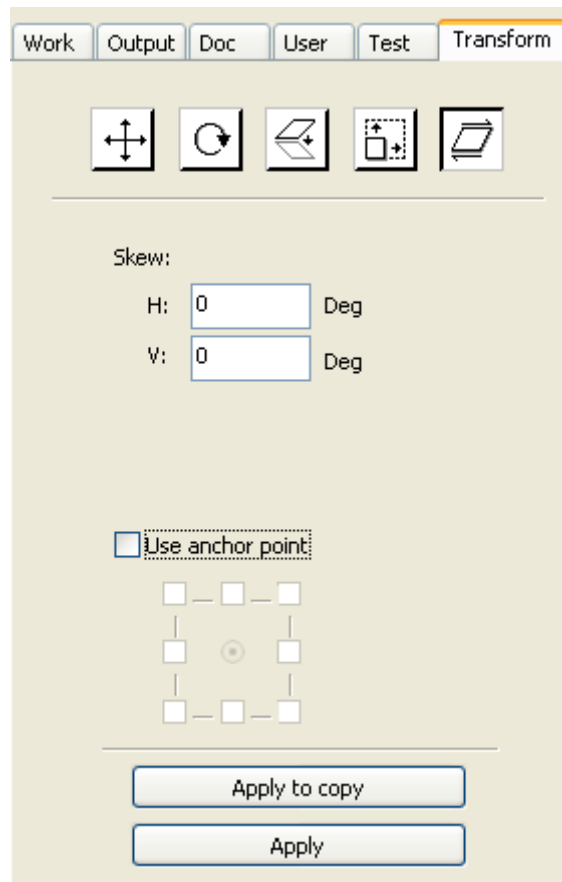 Work Output Doc User Test Transform
Skew:
H: 0 Deg
V: 0 Deg
Use anchor point
Apply to copy
Apply